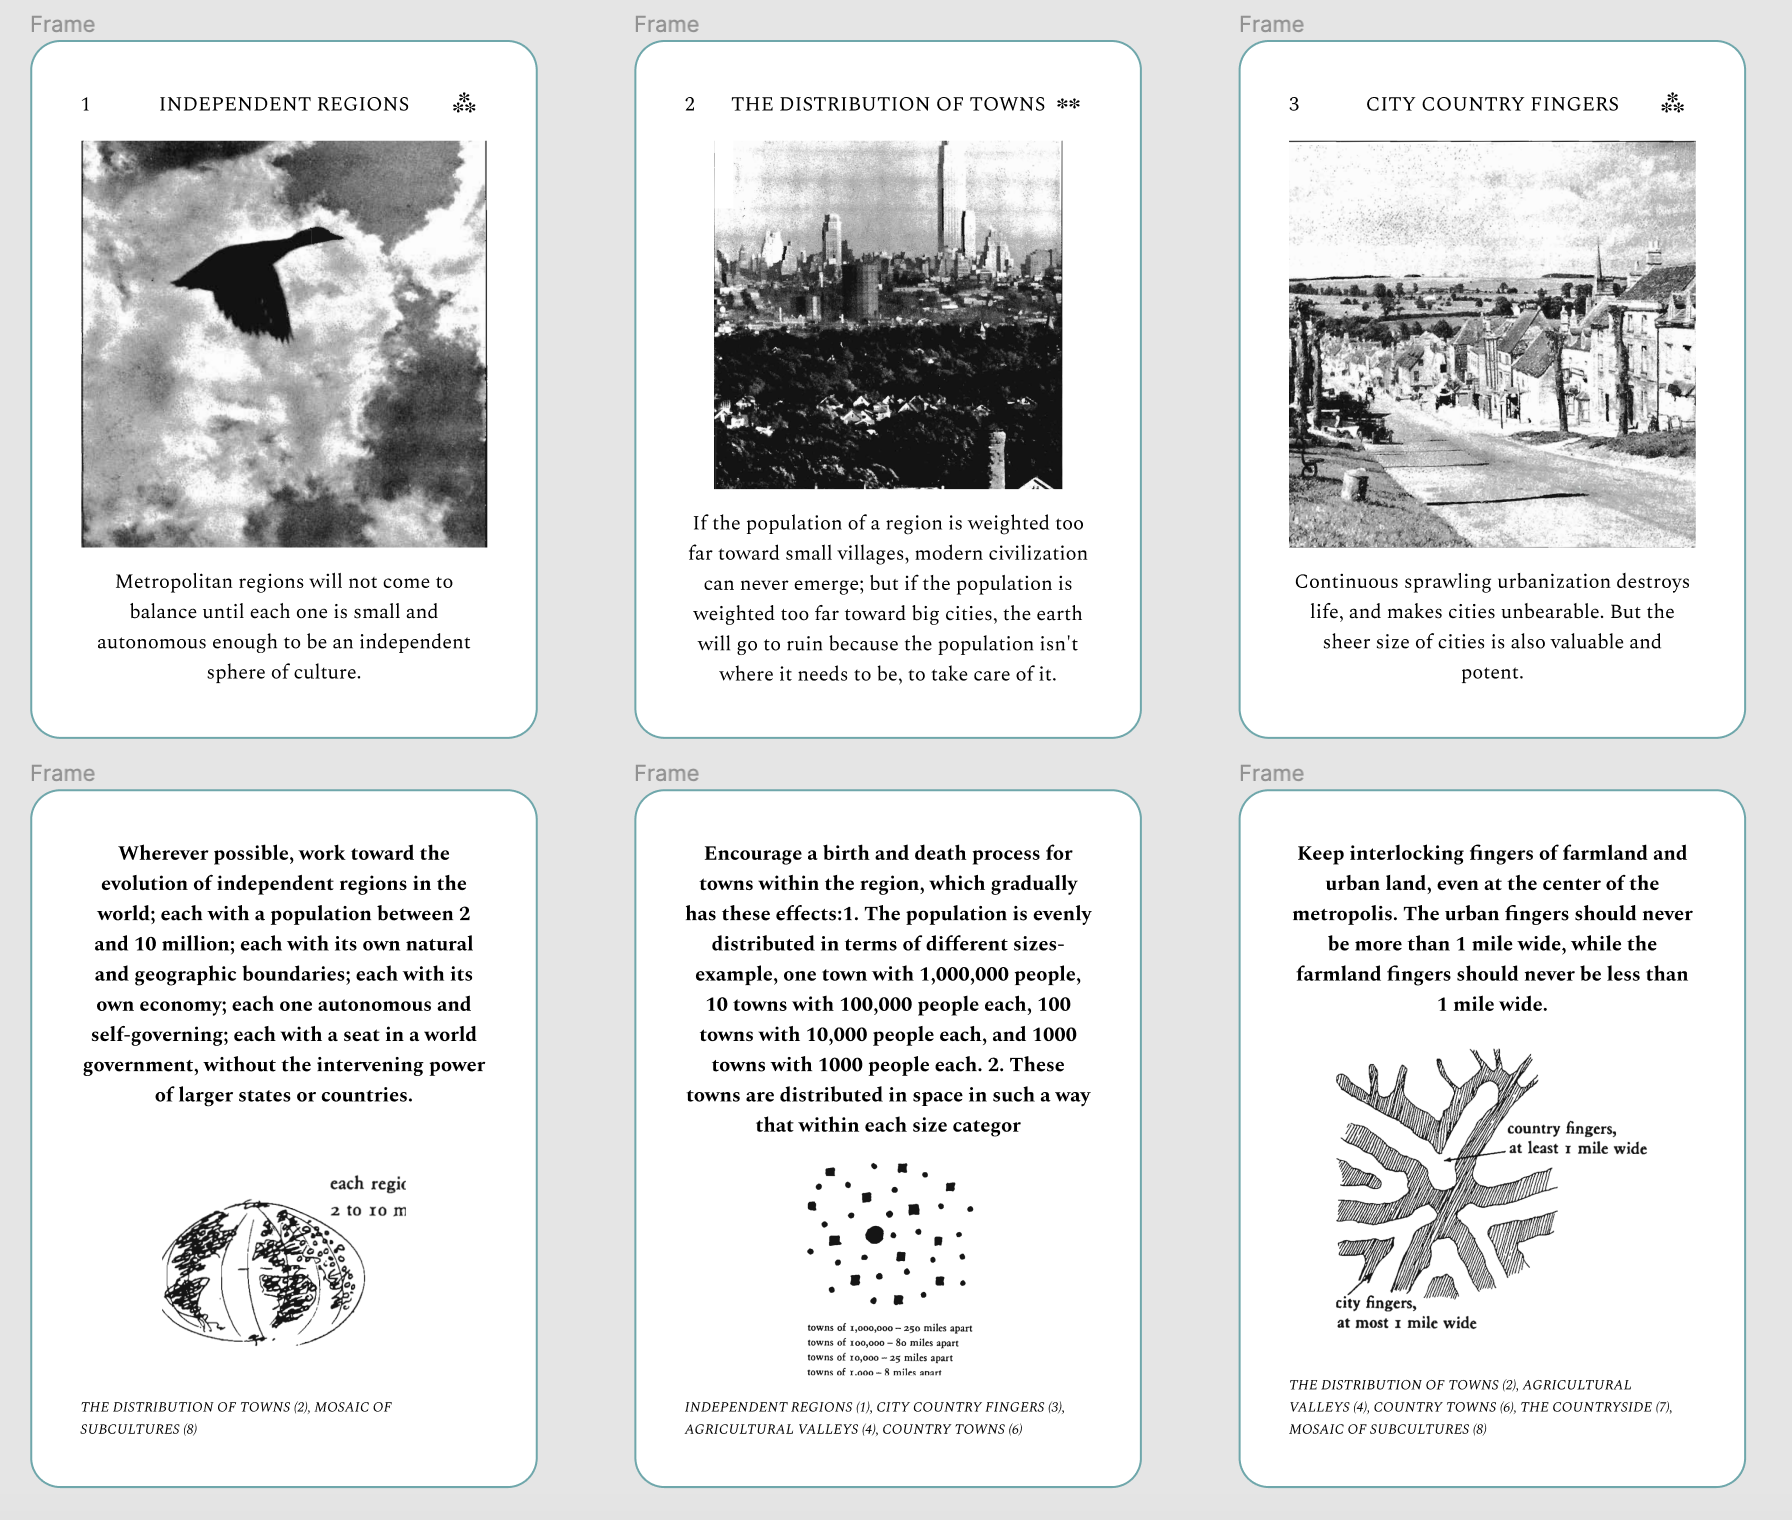 Frame
1 INDEPENDENT REGIONS ⁂
Metropolitan regions will not come to
balance until each one is small and
autonomous enough to be an independent
sphere of culture.
Frame
2 THE DISTRIBUTION OF TOWNS **
If the population of a region is weighted too
far toward small villages, modern civilization
can never emerge; but if the population is
weighted too far toward big cities, the earth
will go to ruin because the population isn't
where it needs to be, to take care of it.
Frame
3 CITY COUNTRY FINGERS ⁂
Continuous sprawling urbanization destroys
life, and makes cities unbearable. But the
sheer size of cities is also valuable and
potent.
Frame
Wherever possible, work toward the
evolution of independent regions in the
world; each with a population between 2
and 10 million; each with its own natural
and geographic boundaries; each with its
own economy; each one autonomous and
self-governing; each with a seat in a world
government, without the intervening power
of larger states or countries.
each regio
2 to 10 m
THE DISTRIBUTION OF TOWNS (2), MOSAIC OF
SUBCULTURES (8)
Frame
Encourage a birth and death process for
towns within the region, which gradually
has these effects:1. The population is evenly
distributed in terms of different sizes-
example, one town with 1,000,000 people,
10 towns with 100,000 people each, 100
towns with 10,000 people each, and 1000
towns with 1000 people each. 2. These
towns are distributed in space in such a way
that within each size categor
towns of 1,000,000 – 250 miles apart
towns of 100,000 – 80 miles apart
towns of 10,000 – 25 miles apart
towns of 1,000 – 8 miles apart
INDEPENDENT REGIONS (1), CITY COUNTRY FINGERS (3),
AGRICULTURAL VALLEYS (4), COUNTRY TOWNS (6)
Frame
Keep interlocking fingers of farmland and
urban land, even at the center of the
metropolis. The urban fingers should never
be more than 1 mile wide, while the
farmland fingers should never be less than
1 mile wide.
country fingers,
at least 1 mile wide
city fingers,
at most 1 mile wide
THE DISTRIBUTION OF TOWNS (2), AGRICULTURAL
VALLEYS (4), COUNTRY TOWNS (6), THE COUNTRYSIDE (7),
MOSAIC OF SUBCULTURES (8)